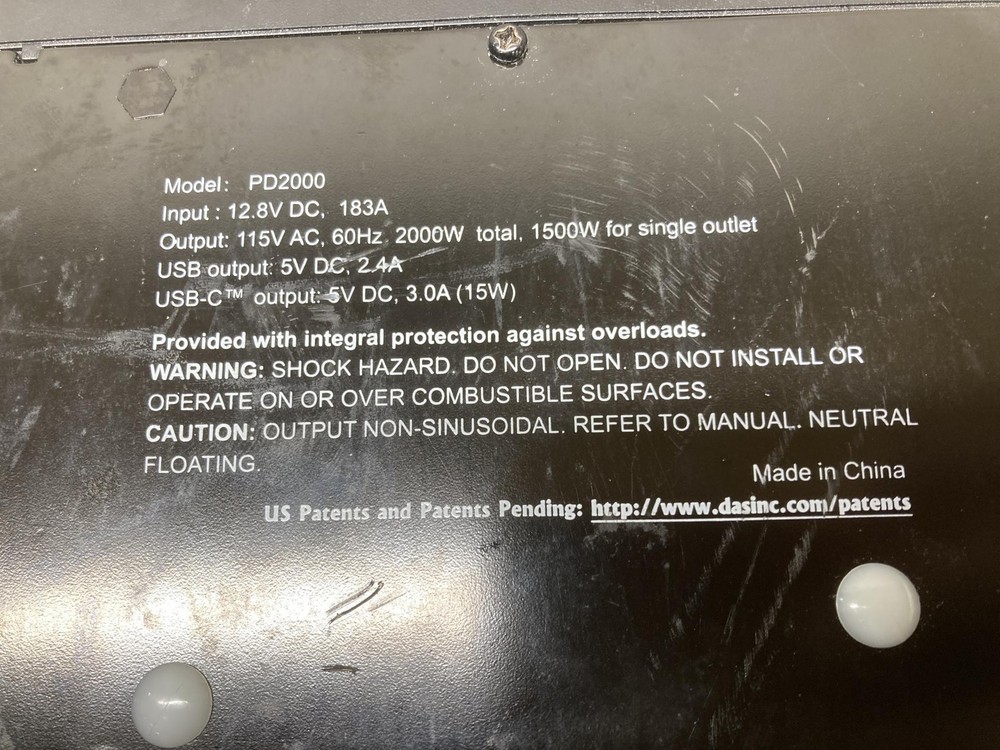 Model: PD2000
Input : 12.8V DC, 183A
Output: 115V AC, 60Hz 2000W total, 1500W for single outlet
USB output: 5V DC, 2.4A
USB-C™ output: 5V DC, 3.0A (15W)
Provided with integral protection against overloads.
WARNING: SHOCK HAZARD. DO NOT OPEN. DO NOT INSTALL OR
OPERATE ON OR OVER COMBUSTIBLE SURFACES.
CAUTION: OUTPUT NON-SINUSOIDAL. REFER TO MANUAL. NEUTRAL
FLOATING.
Made in China
US Patents and Patents Pending: http://www.dasinc.com/patents